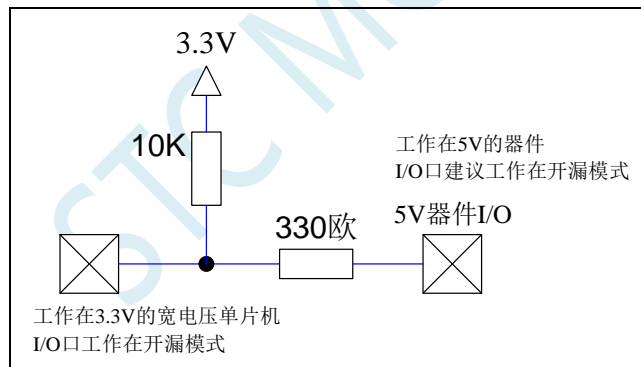 3.3V
10K
工作在5V的器件
I/O口建议工作在开漏模式
330欧
5V器件I/O
工作在3.3V的宽电压单片机
I/O口工作在开漏模式
STC M